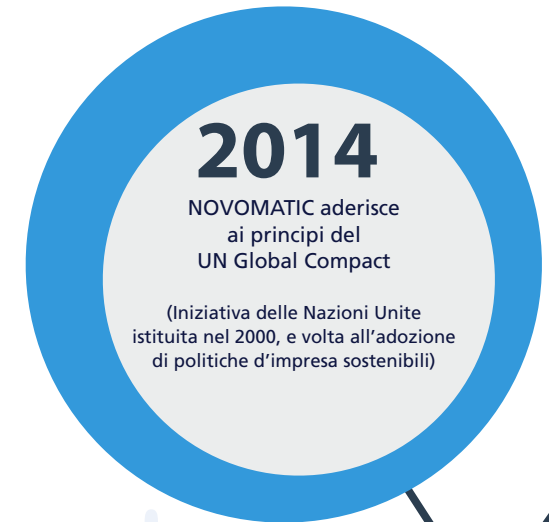 2014
NOVOMATIC aderisce
ai principi del
UN Global Compact
(Iniziativa delle Nazioni Unite
istituita nel 2000, e volta all’adozione
di politiche d’impresa sostenibili)